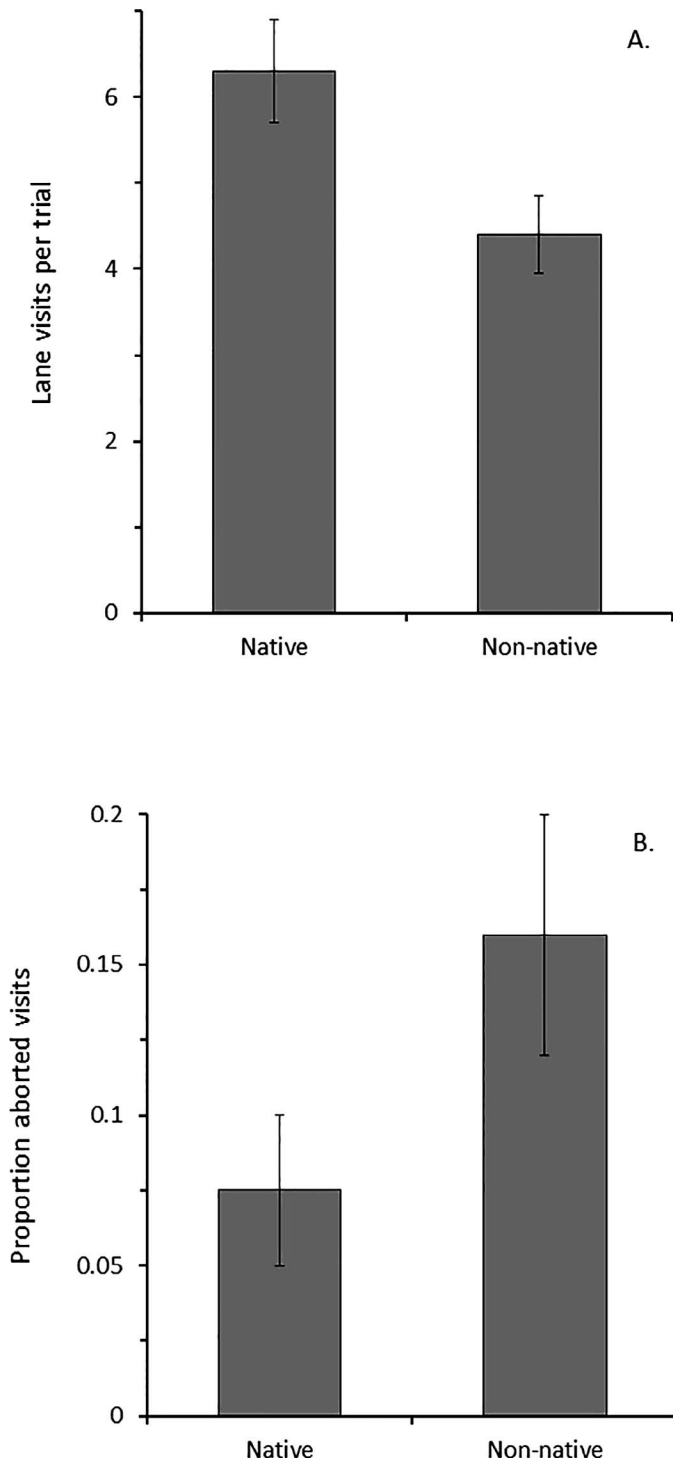 A.
Lane visits per trial
6
4
2
0
Native Non-native
B.
Proportion aborted visits
0.2
0.15
0.1
0.05
0
Native Non-native